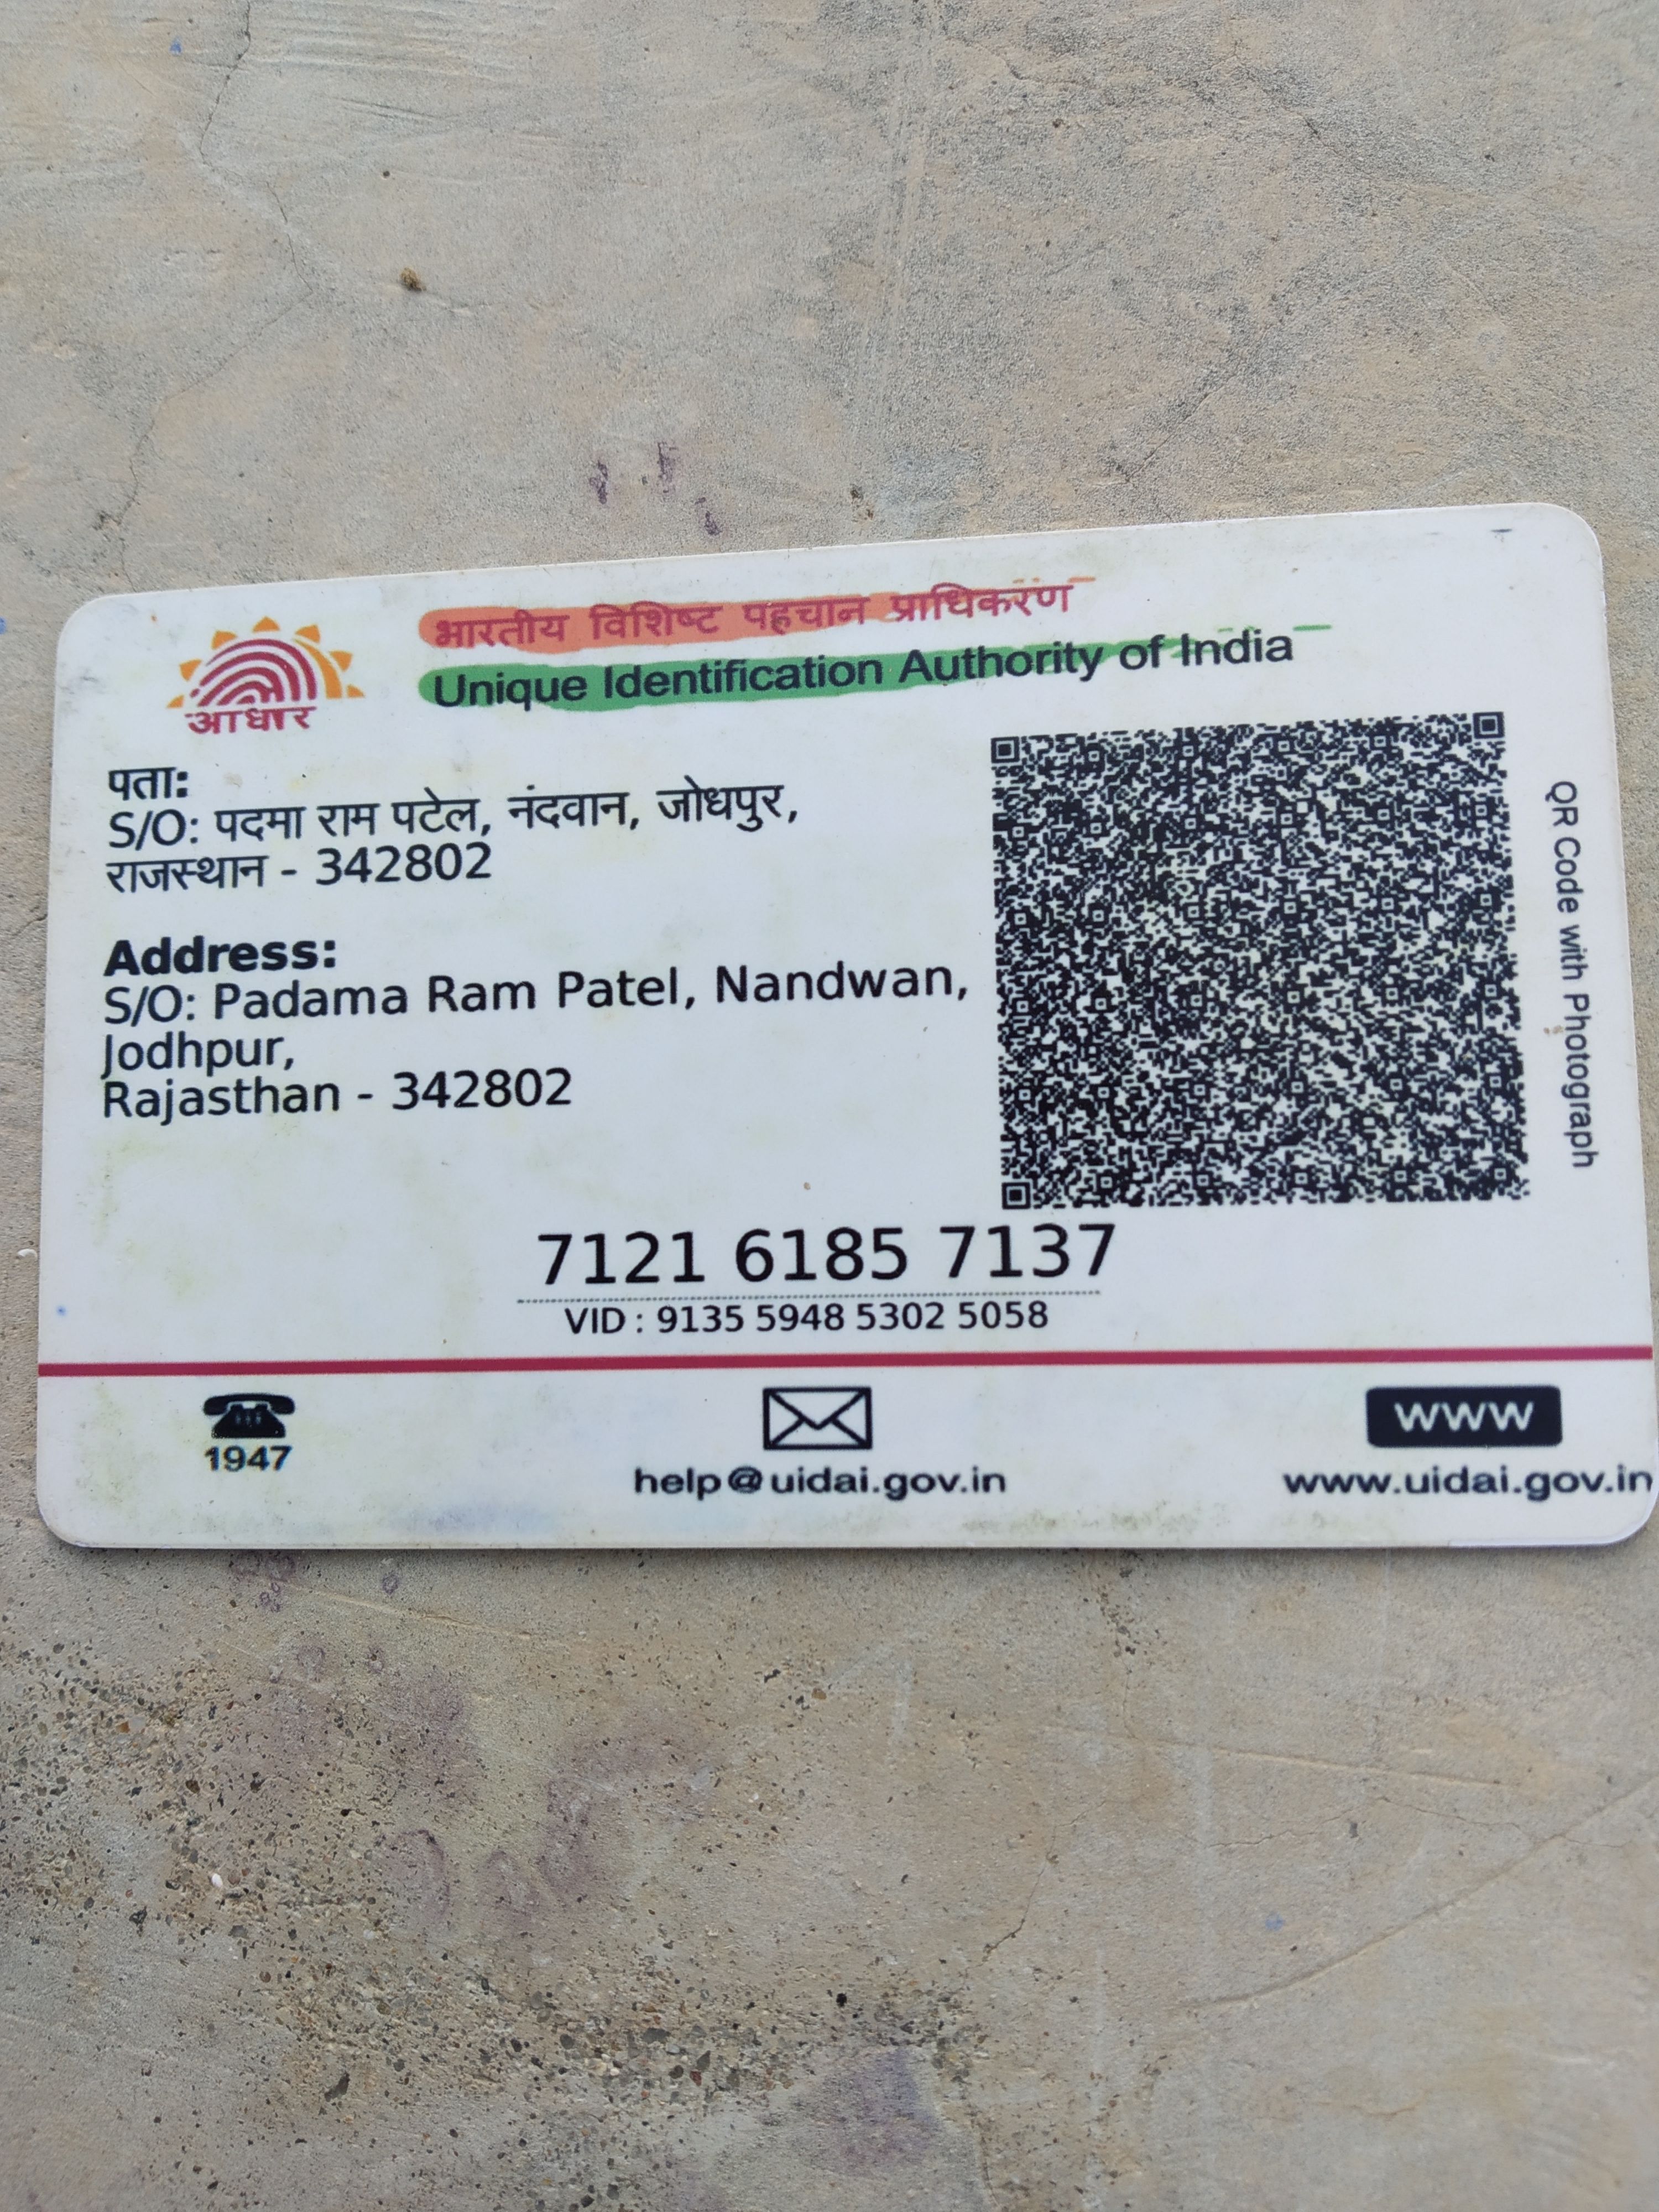 भारतीय विशिष्ट पहचान प्राधिकरण
Unique Identification Authority of India
आधार
पता:
S/O: पदमा राम पटेल, नंदवान, जोधपुर,
राजस्थान - 342802
Address:
S/O: Padama Ram Patel, Nandwan,
Jodhpur,
Rajasthan - 342802
QR Code with Photograph
7121 6185 7137
VID : 9135 5948 5302 5058
1947
help@uidai.gov.in
WWW
www.uidai.gov.in